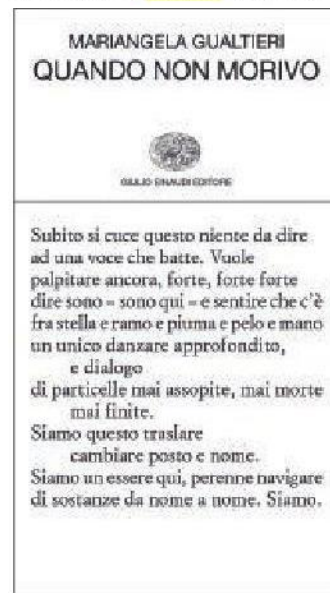 MARIANGELA GUALTIERI
QUANDO NON MORIVO
GIULIO EINAUDI EDITORE
Subito si cuce questo niente da dire
ad una voce che batte. Vuole
palpitare ancora, forte, forte forte
dire sono – sono qui – e sentire che c'è
fra stella e ramo e piuma e pelo e mano
un unico danzare approfondito,
e dialogo
di particelle mai assopite, mai morte
mai finite.
Siamo questo traslare
cambiare posto e nome.
Siamo un essere qui, perenne navigare
di sostanze da nome a nome. Siamo.